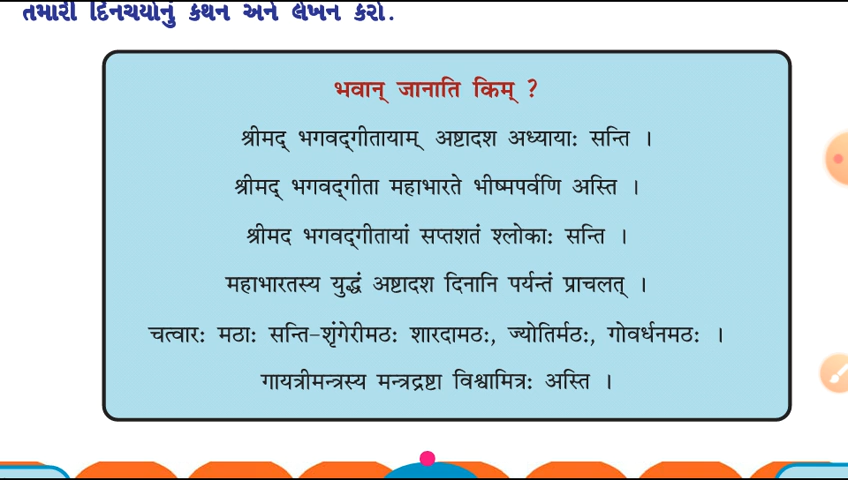 તમારી દિનચર્યાનું કથન અને લેખન કરો.
भवान् जानाति किम् ?
श्रीमद् भगवद्‌गीतायाम् अष्टादश अध्यायाः सन्ति ।
श्रीमद् भगवद्‌गीता महाभारते भीष्मपर्वणि अस्ति ।
श्रीमद भगवद्‌गीतायां सप्तशतं श्लोकाः सन्ति ।
महाभारतस्य युद्धं अष्टादश दिनानि पर्यन्तं प्राचलत् ।
चत्वारः मठाः सन्ति-शृंगेरीमठः शारदामठः, ज्योतिर्मठः, गोवर्धनमठः ।
गायत्रीमन्त्रस्य मन्त्रद्रष्टा विश्वामित्रः अस्ति ।